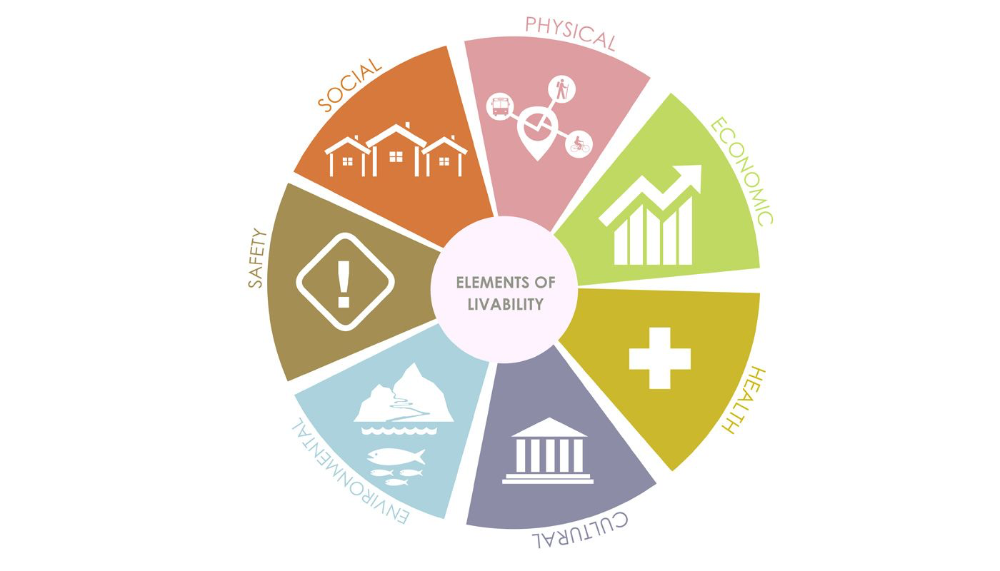 PHYSICAL
ECONOMIC
HEALTH
CULTURAL
ENVIRONMENTAL
SAFETY
SOCIAL
ELEMENTS OF
LIVABILITY
!